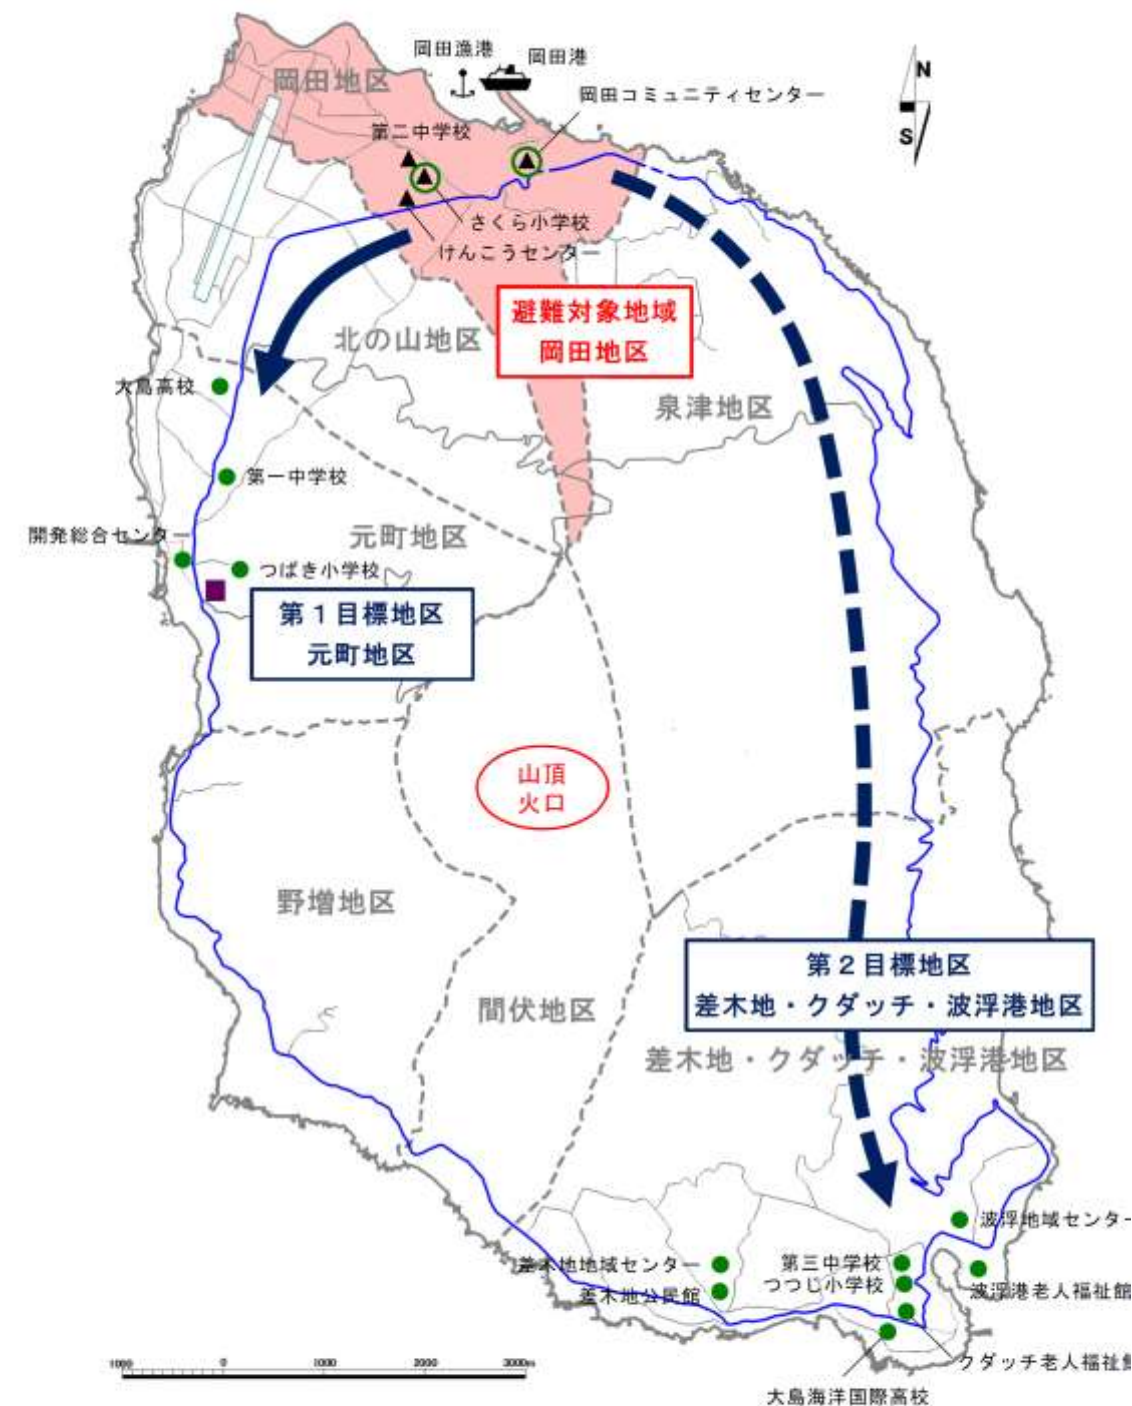 岡田漁港
岡田港
岡田地区
岡田コミュニティセンター
N
S
第二中学校
さくら小学校
けんこうセンター
避難対象地域
岡田地区
北の山地区
大島高校
泉津地区
第一中学校
開発総合センター
元町地区
つばき小学校
第1目標地区
元町地区
山頂
火口
野増地区
間伏地区
第2目標地区
差木地・クダッチ・波浮港地区
差木地・クダッチ・波浮港地区
波浮地域センター
差木地地域センター
第三中学校
つつじ小学校
差木地公民館
波浮港老人福祉館
クダッチ老人福祉館
大島海洋国際高校
1000 0 1000 2000 3000m